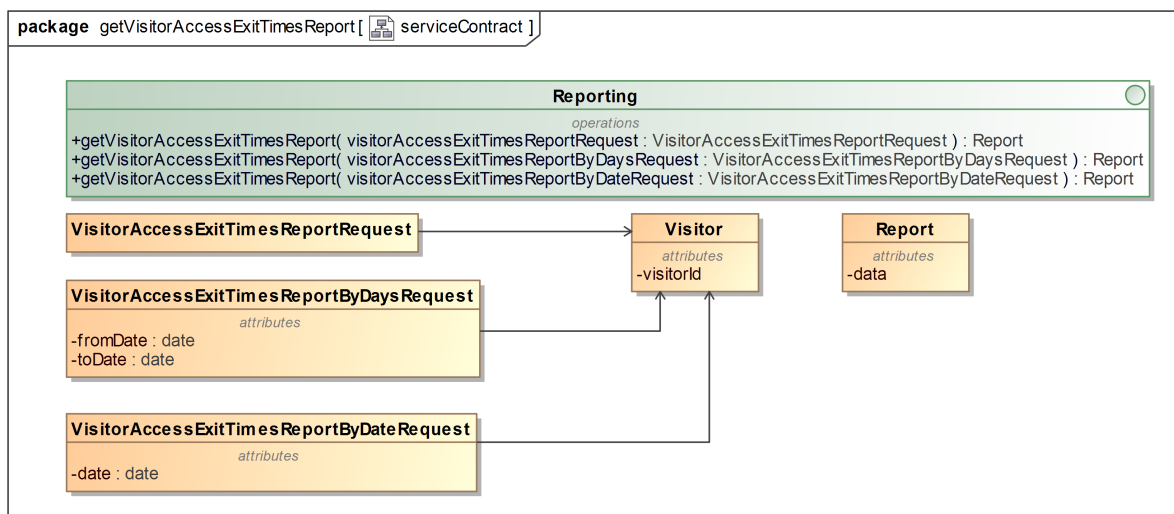 package getVisitorAccessExitTimesReport [ serviceContract ]
Reporting
operations
+getVisitorAccessExitTimesReport( visitorAccessExitTimesReportRequest : VisitorAccessExitTimesReportRequest ) : Report
+getVisitorAccessExitTimesReport( visitorAccessExitTimesReportByDaysRequest : VisitorAccessExitTimesReportByDaysRequest ) : Report
+getVisitorAccessExitTimesReport( visitorAccessExitTimesReportByDateRequest : VisitorAccessExitTimesReportByDateRequest ) : Report
VisitorAccessExitTimesReportRequest
Visitor
attributes
-visitorId
Report
attributes
-data
VisitorAccessExitTimesReportByDaysRequest
attributes
-fromDate : date
-toDate : date
VisitorAccessExitTimesReportByDateRequest
attributes
-date : date